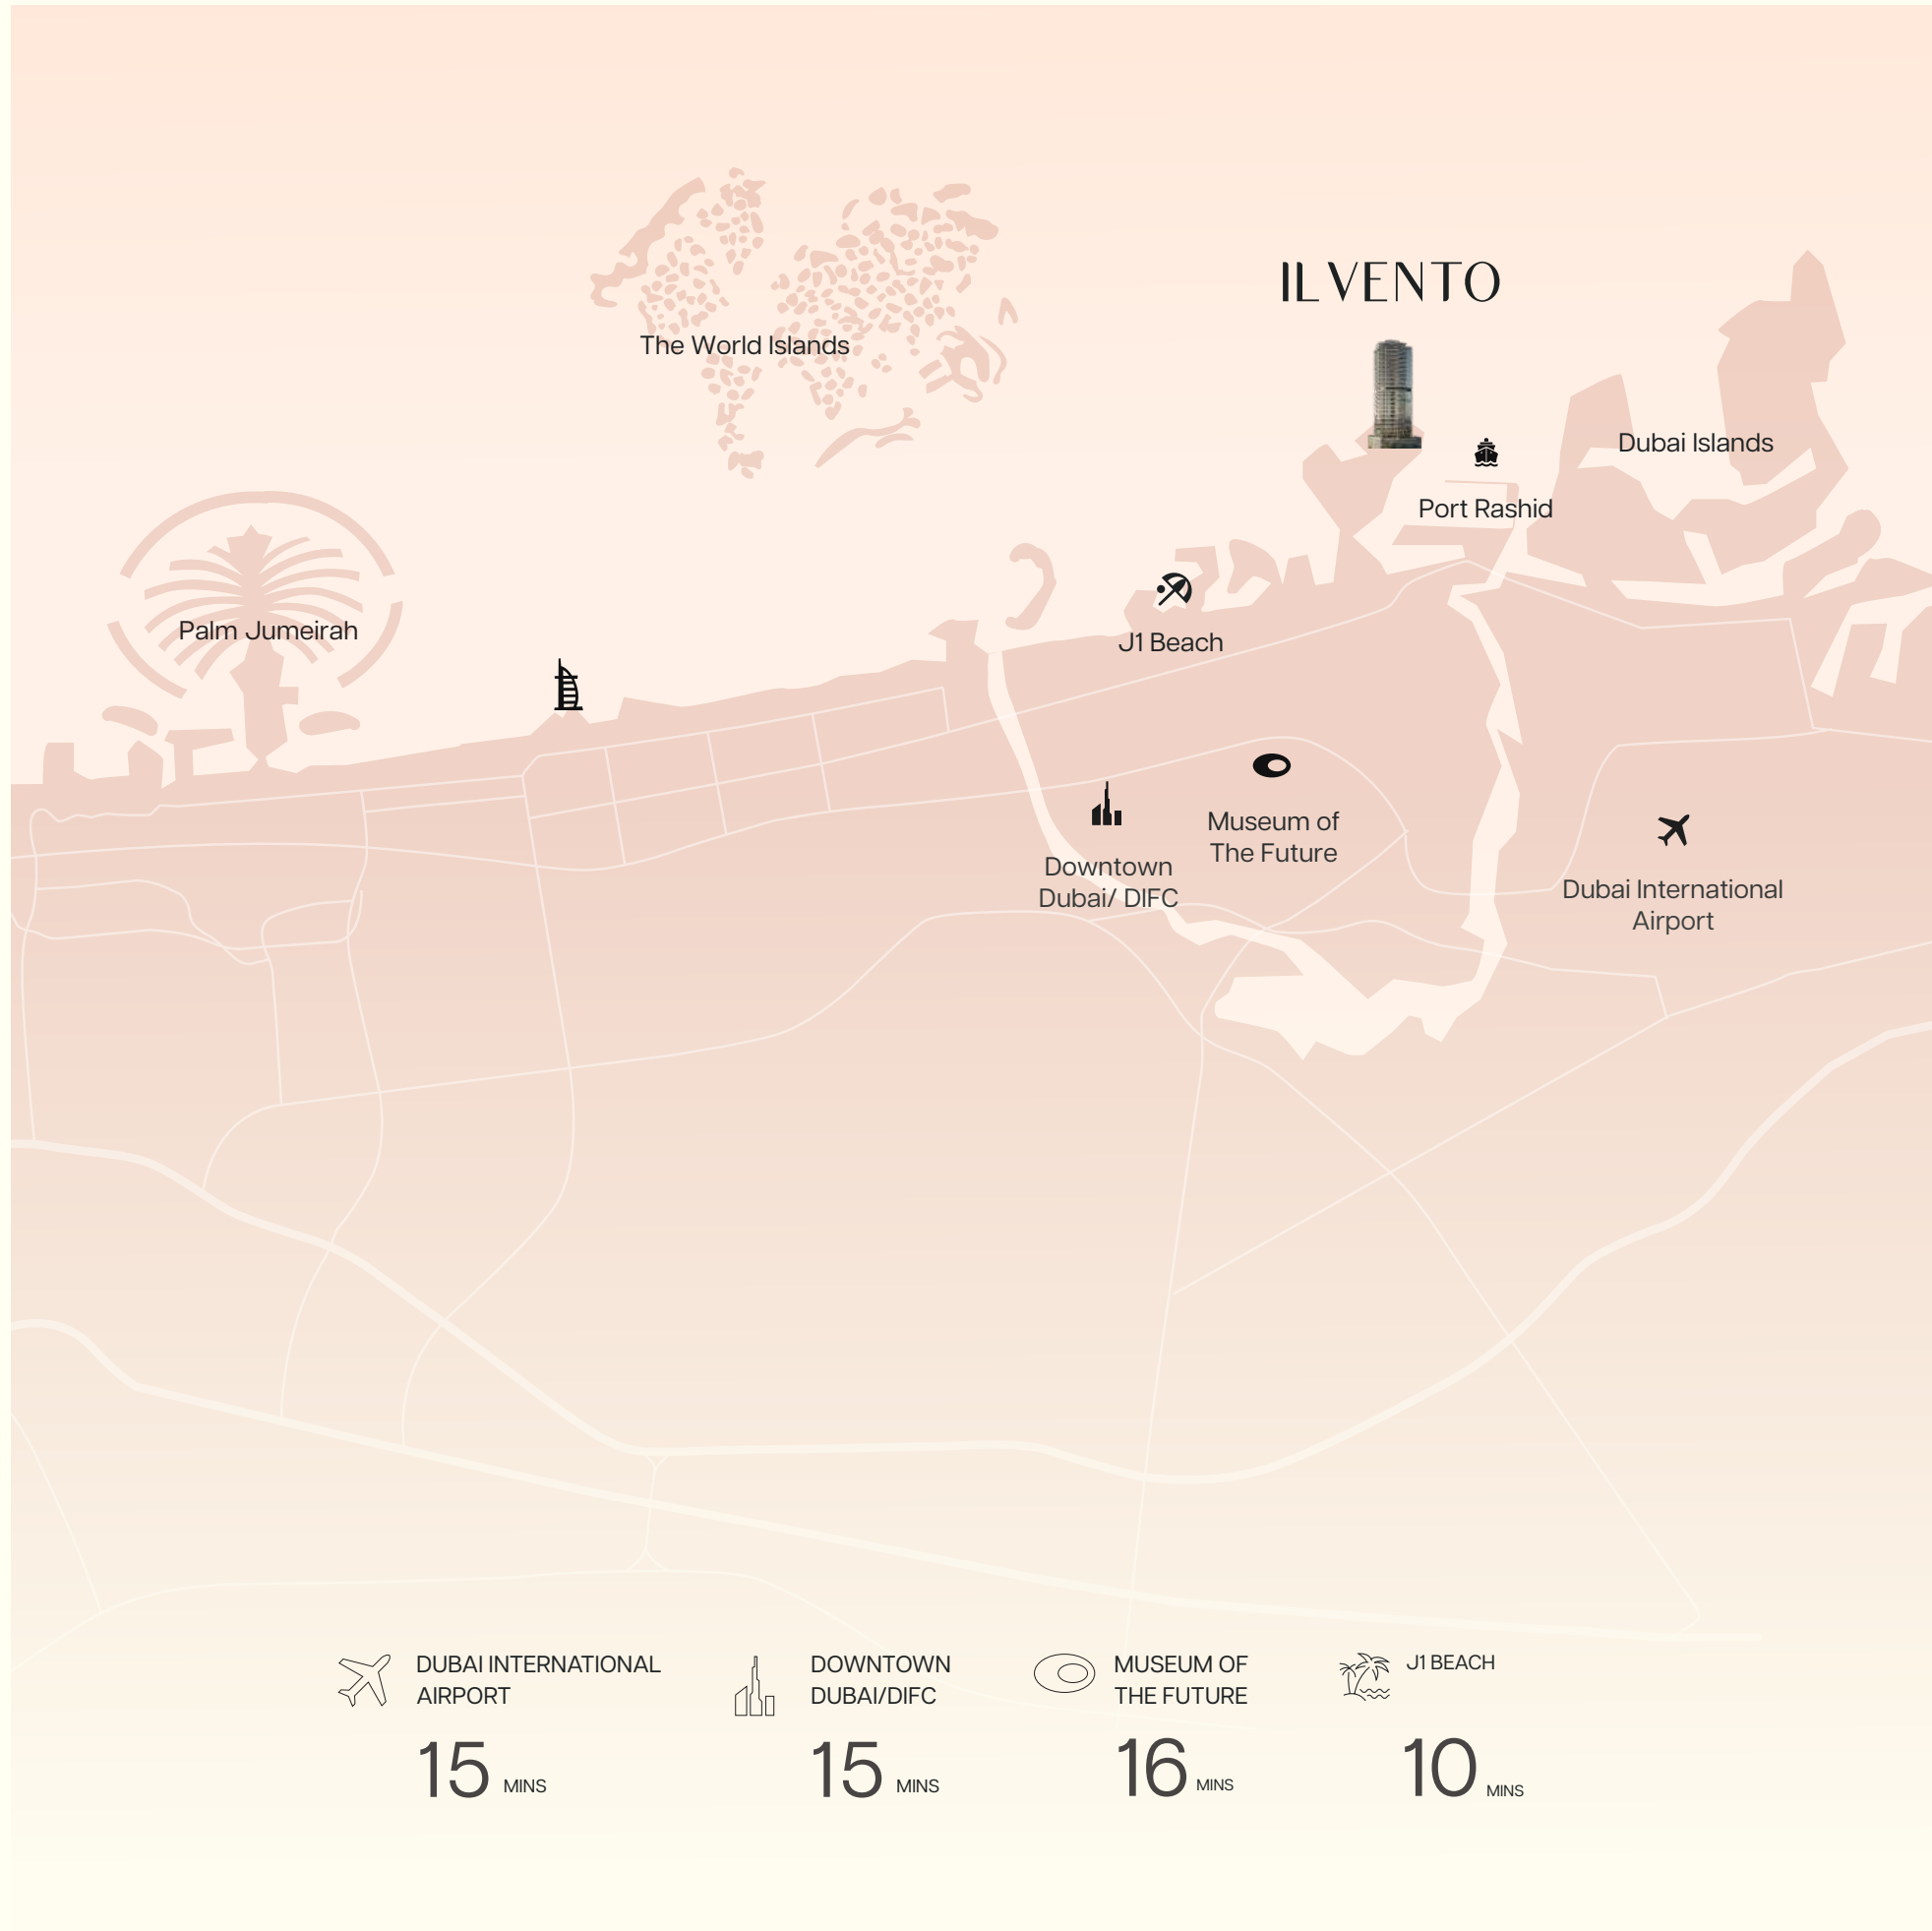 ILVENTO
The World Islands
Dubai Islands
Port Rashid
Palm Jumeirah
J1 Beach
Museum of
The Future
Downtown
Dubai/ DIFC
Dubai International
Airport
DUBAI INTERNATIONAL
AIRPORT
15 MINS
DOWNTOWN
DUBAI/DIFC
15 MINS
MUSEUM OF
THE FUTURE
16 MINS
J1 BEACH
10 MINS